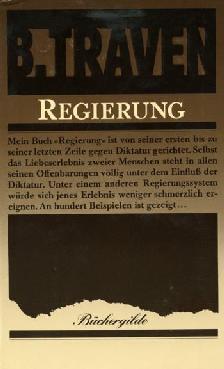 B. TRAVEN
REGIERUNG
Mein Buch »Regierung« ist von seiner ersten bis zu
seiner letzten Zeile gegen Diktatur gerichtet. Selbst
das Liebeserlebnis zweier Menschen steht in allen
seinen Offenbarungen völlig unter dem Einfluß der
Diktatur. Unter einem anderen Regierungssystem
würde sich jenes Erlebnis weniger schmerzlich er-
eignen. An hundert Beispielen ist gezeigt...
Büchergilde